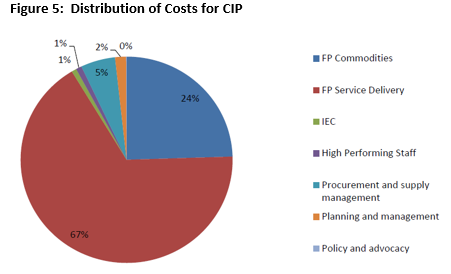 Figure 5:  Distribution of Costs for CIP
1%
2%
0%
1%
5%
24%
67%
FP Commodities
FP Service Delivery
IEC
High Performing Staff
Procurement and supply
management
Planning and management
Policy and advocacy